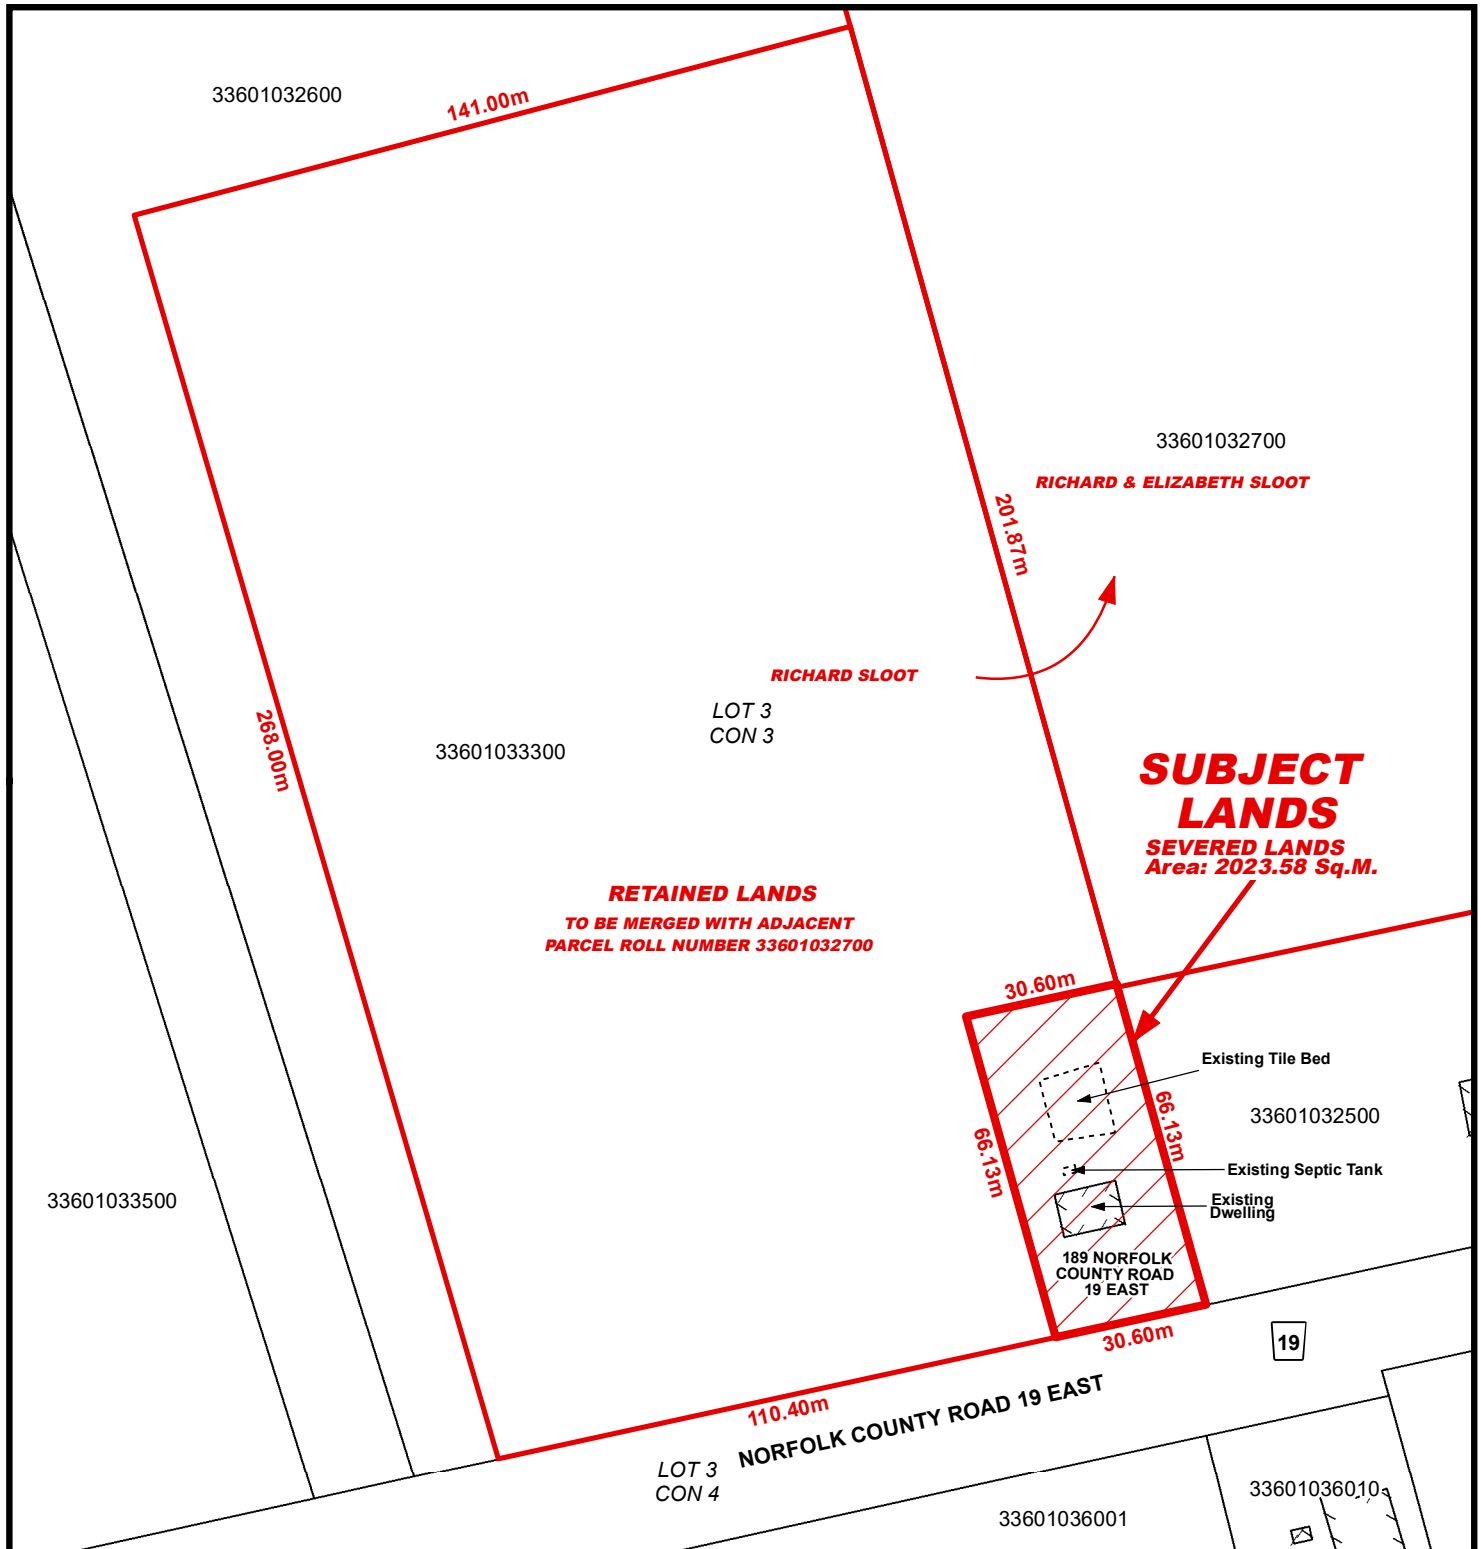 33601032600
141.00m
33601032700
RICHARD & ELIZABETH SLOOT
201.87m
RICHARD SLOOT
LOT 3
CON 3
33601033300
268.00m
SUBJECT
LANDS
SEVERED LANDS
Area: 2023.58 Sq.M.
RETAINED LANDS
TO BE MERGED WITH ADJACENT
PARCEL ROLL NUMBER 33601032700
30.60m
Existing Tile Bed
66.13m
33601032500
66.13m
Existing Septic Tank
33601033500
Existing
Dwelling
189 NORFOLK
COUNTY ROAD
19 EAST
30.60m
19
110.40m
NORFOLK COUNTY ROAD 19 EAST
LOT 3
CON 4
33601036010
33601036001